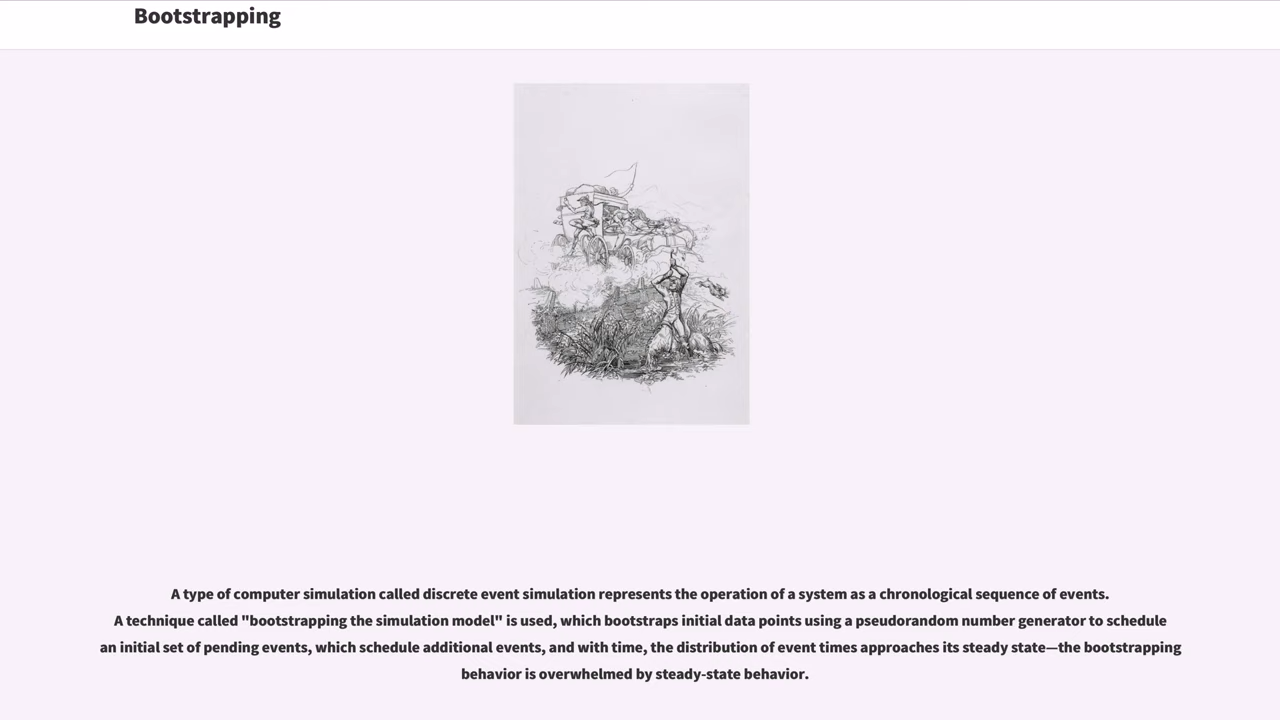 Bootstrapping
A type of computer simulation called discrete event simulation represents the operation of a system as a chronological sequence of events.
A technique called "bootstrapping the simulation model" is used, which bootstraps initial data points using a pseudorandom number generator to schedule
an initial set of pending events, which schedule additional events, and with time, the distribution of event times approaches its steady state—the bootstrapping
behavior is overwhelmed by steady-state behavior.